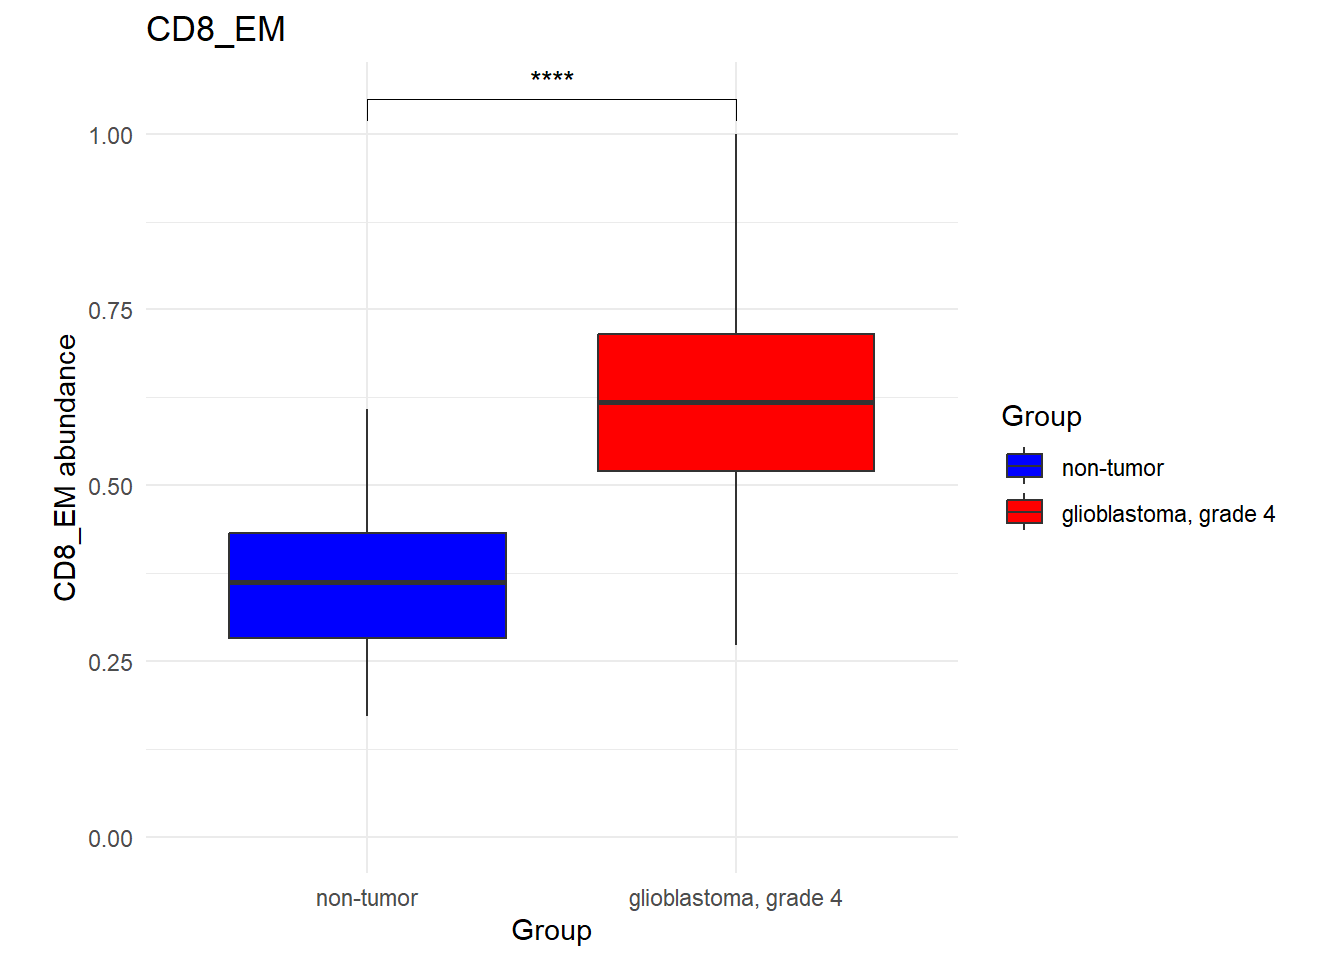 CD8_EM
****
1.00
0.75
0.50
0.25
0.00
CD8_EM abundance
non-tumor
glioblastoma, grade 4
Group
Group
non-tumor
glioblastoma, grade 4